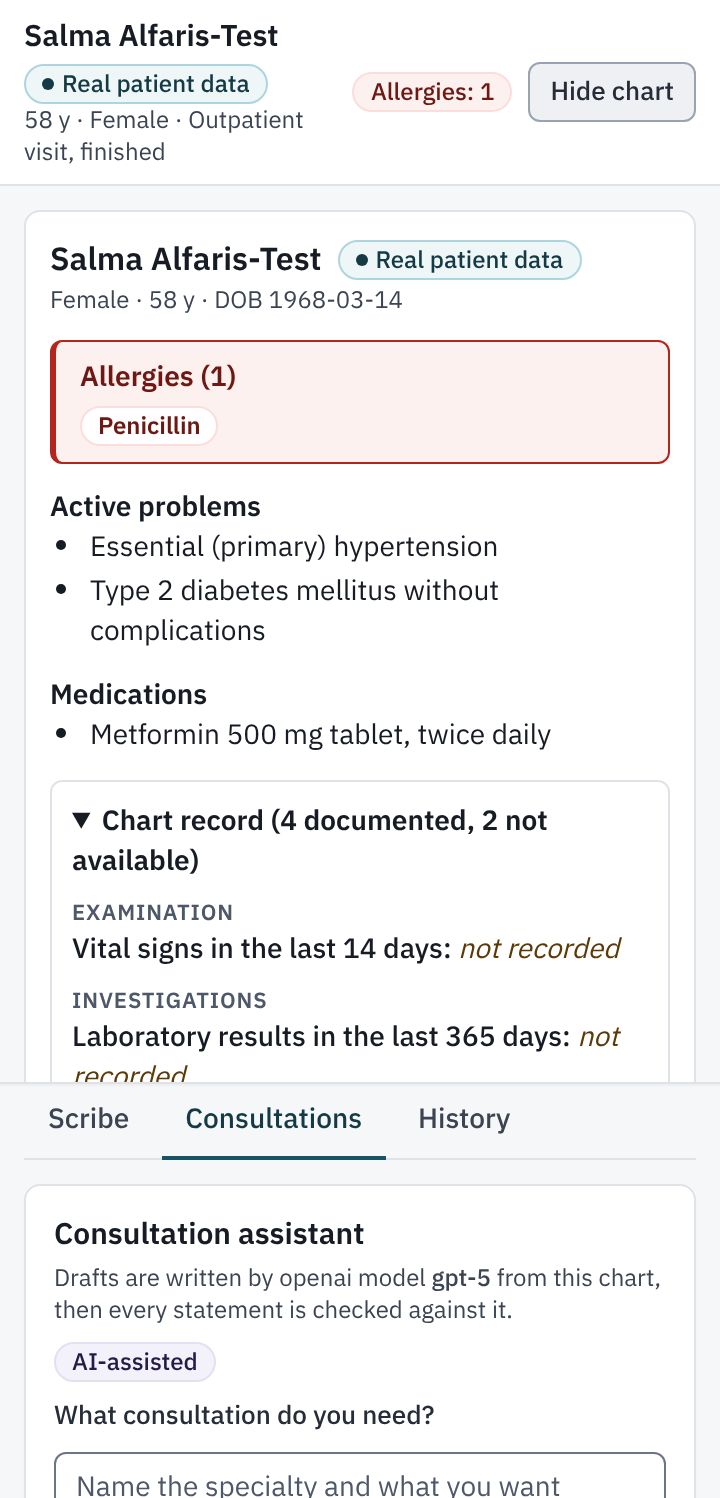 Salma Alfaris-Test
● Real patient data
58 y · Female · Outpatient
visit, finished
Allergies: 1
Hide chart
Salma Alfaris-Test ● Real patient data
Female · 58 y · DOB 1968-03-14
Allergies (1)
Penicillin
Active problems
• Essential (primary) hypertension
• Type 2 diabetes mellitus without
complications
Medications
• Metformin 500 mg tablet, twice daily
▼ Chart record (4 documented, 2 not
available)
EXAMINATION
Vital signs in the last 14 days: not recorded
INVESTIGATIONS
Laboratory results in the last 365 days: not
recorded
Scribe Consultations History
Consultation assistant
Drafts are written by openai model gpt-5 from this chart,
then every statement is checked against it.
AI-assisted
What consultation do you need?
Name the specialty and what you want